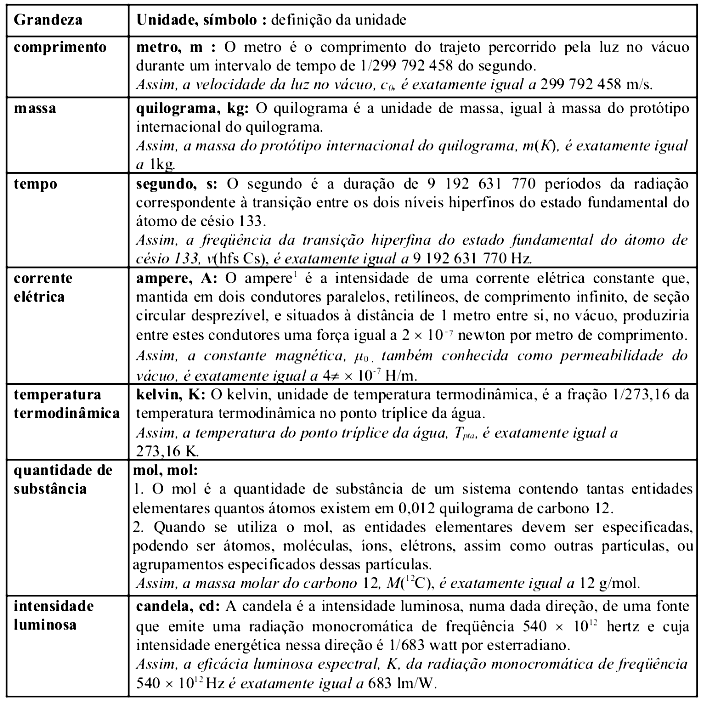 Grandeza Unidade, símbolo : definição da unidade
comprimento metro, m : O metro é o comprimento do trajeto percorrido pela luz no vácuo
durante um intervalo de tempo de 1/299 792 458 do segundo.
Assim, a velocidade da luz no vácuo, c₀, é exatamente igual a 299 792 458 m/s.
massa quilograma, kg: O quilograma é a unidade de massa, igual à massa do protótipo
internacional do quilograma.
Assim, a massa do protótipo internacional do quilograma, m(K), é exatamente igual
a 1kg.
tempo segundo, s: O segundo é a duração de 9 192 631 770 períodos da radiação
correspondente à transição entre os dois níveis hiperfinos do estado fundamental do
átomo de césio 133.
Assim, a freqüência da transição hiperfina do estado fundamental do átomo de
césio 133, ν(hfs Cs), é exatamente igual a 9 192 631 770 Hz.
corrente ampere, A: O ampere¹ é a intensidade de uma corrente elétrica constante que,
elétrica mantida em dois condutores paralelos, retilíneos, de comprimento infinito, de seção
circular desprezível, e situados à distância de 1 metro entre si, no vácuo, produziria
entre estes condutores uma força igual a 2 × 10⁻⁷ newton por metro de comprimento.
Assim, a constante magnética, μ₀ , também conhecida como permeabilidade do
vácuo, é exatamente igual a 4≠ × 10⁻⁷ H/m.
temperatura kelvin, K: O kelvin, unidade de temperatura termodinâmica, é a fração 1/273,16 da
termodinâmica temperatura termodinâmica no ponto tríplice da água.
Assim, a temperatura do ponto tríplice da água, Tpta, é exatamente igual a
273,16 K.
quantidade de mol, mol:
substância 1. O mol é a quantidade de substância de um sistema contendo tantas entidades
elementares quantos átomos existem em 0,012 quilograma de carbono 12.
2. Quando se utiliza o mol, as entidades elementares devem ser especificadas,
podendo ser átomos, moléculas, íons, elétrons, assim como outras partículas, ou
agrupamentos especificados dessas partículas.
Assim, a massa molar do carbono 12, M(¹²C), é exatamente igual a 12 g/mol.
intensidade candela, cd: A candela é a intensidade luminosa, numa dada direção, de uma fonte
luminosa que emite uma radiação monocromática de freqüência 540 × 10¹² hertz e cuja
intensidade energética nessa direção é 1/683 watt por esterradiano.
Assim, a eficácia luminosa espectral, K, da radiação monocromática de freqüência
540 × 10¹² Hz é exatamente igual a 683 lm/W.